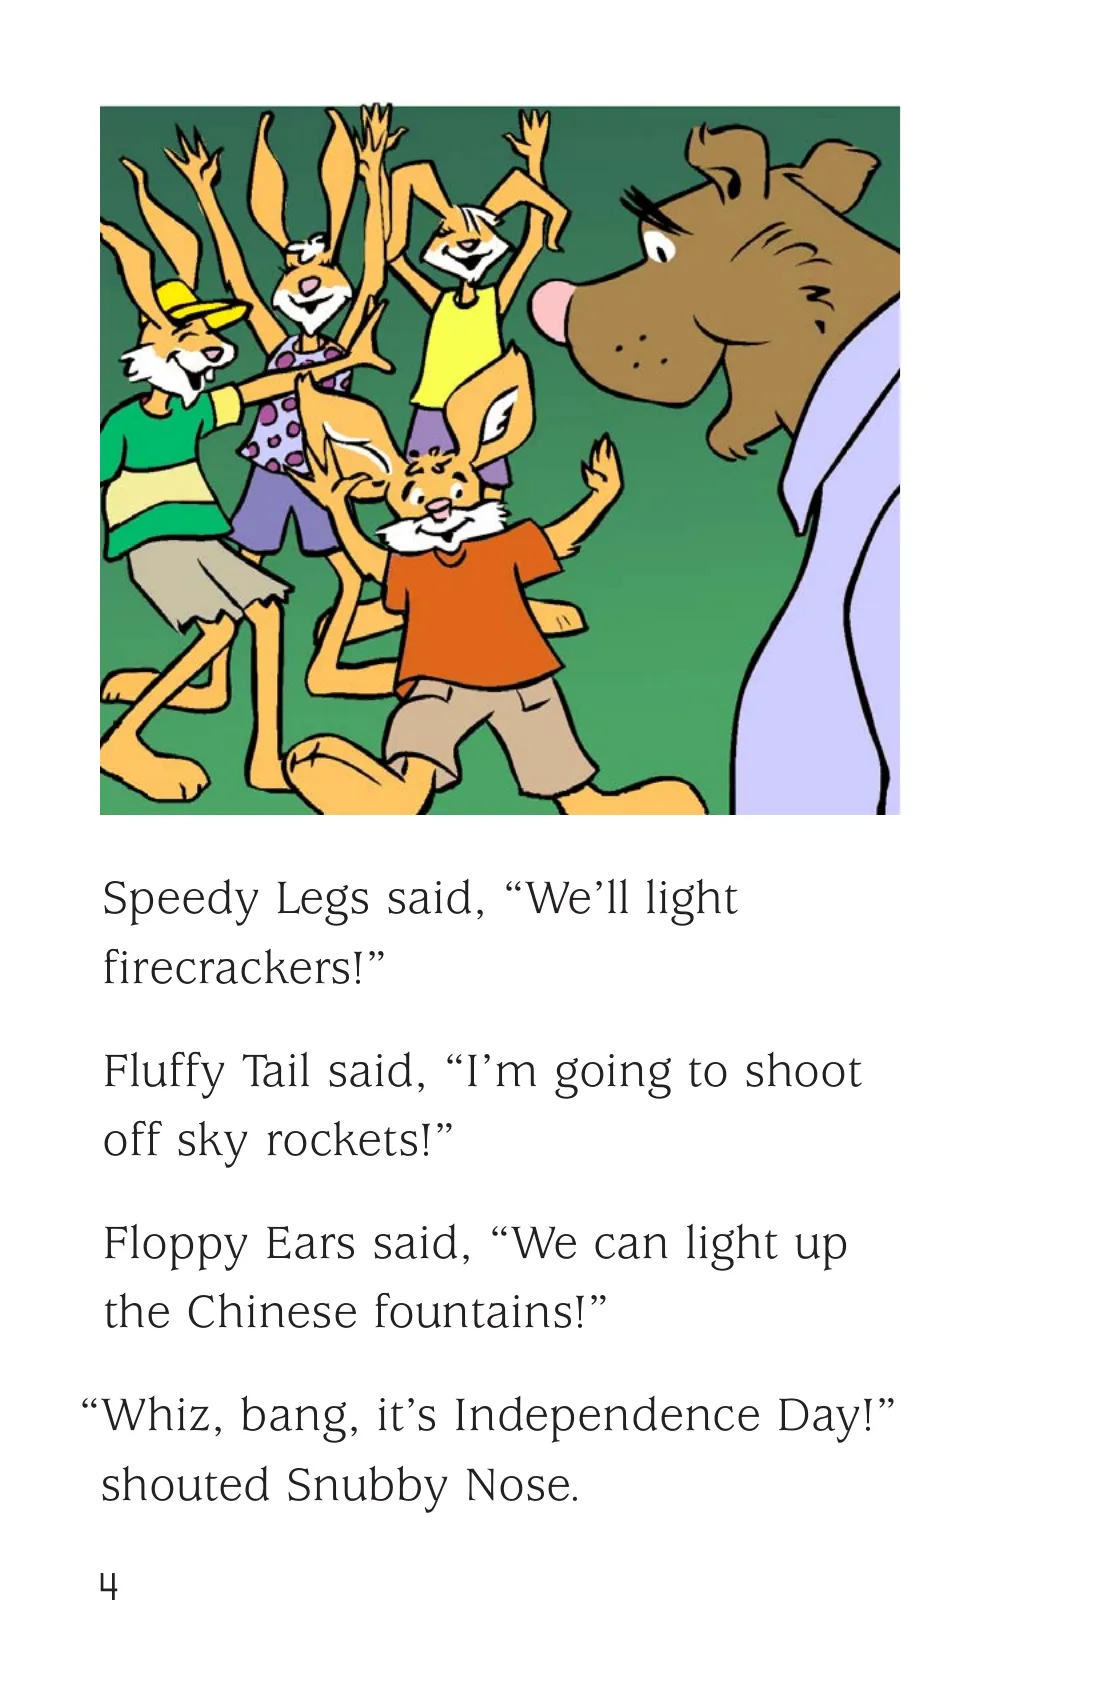 Speedy Legs said, “We’ll light
firecrackers!”
Fluffy Tail said, “I’m going to shoot
off sky rockets!”
Floppy Ears said, “We can light up
the Chinese fountains!”
“Whiz, bang, it’s Independence Day!”
shouted Snubby Nose.
4